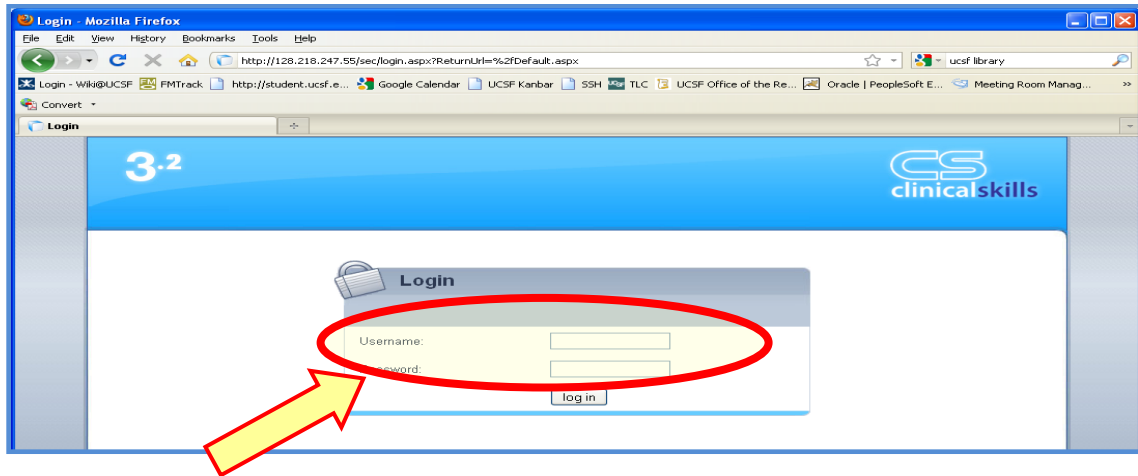 Login - Mozilla Firefox
File Edit View History Bookmarks Tools Help
http://128.218.247.55/sec/login.aspx?ReturnUrl=%2fDefault.aspx ucsf library
Login - Wiki@UCSF FMTrack http://student.ucsf.e... Google Calendar UCSF Kanbar SSH TLC UCSF Office of the Re... Oracle | PeopleSoft E... Meeting Room Manag... »
Convert
Login
3.2
CS
clinicalskills
Login
Username:
log in